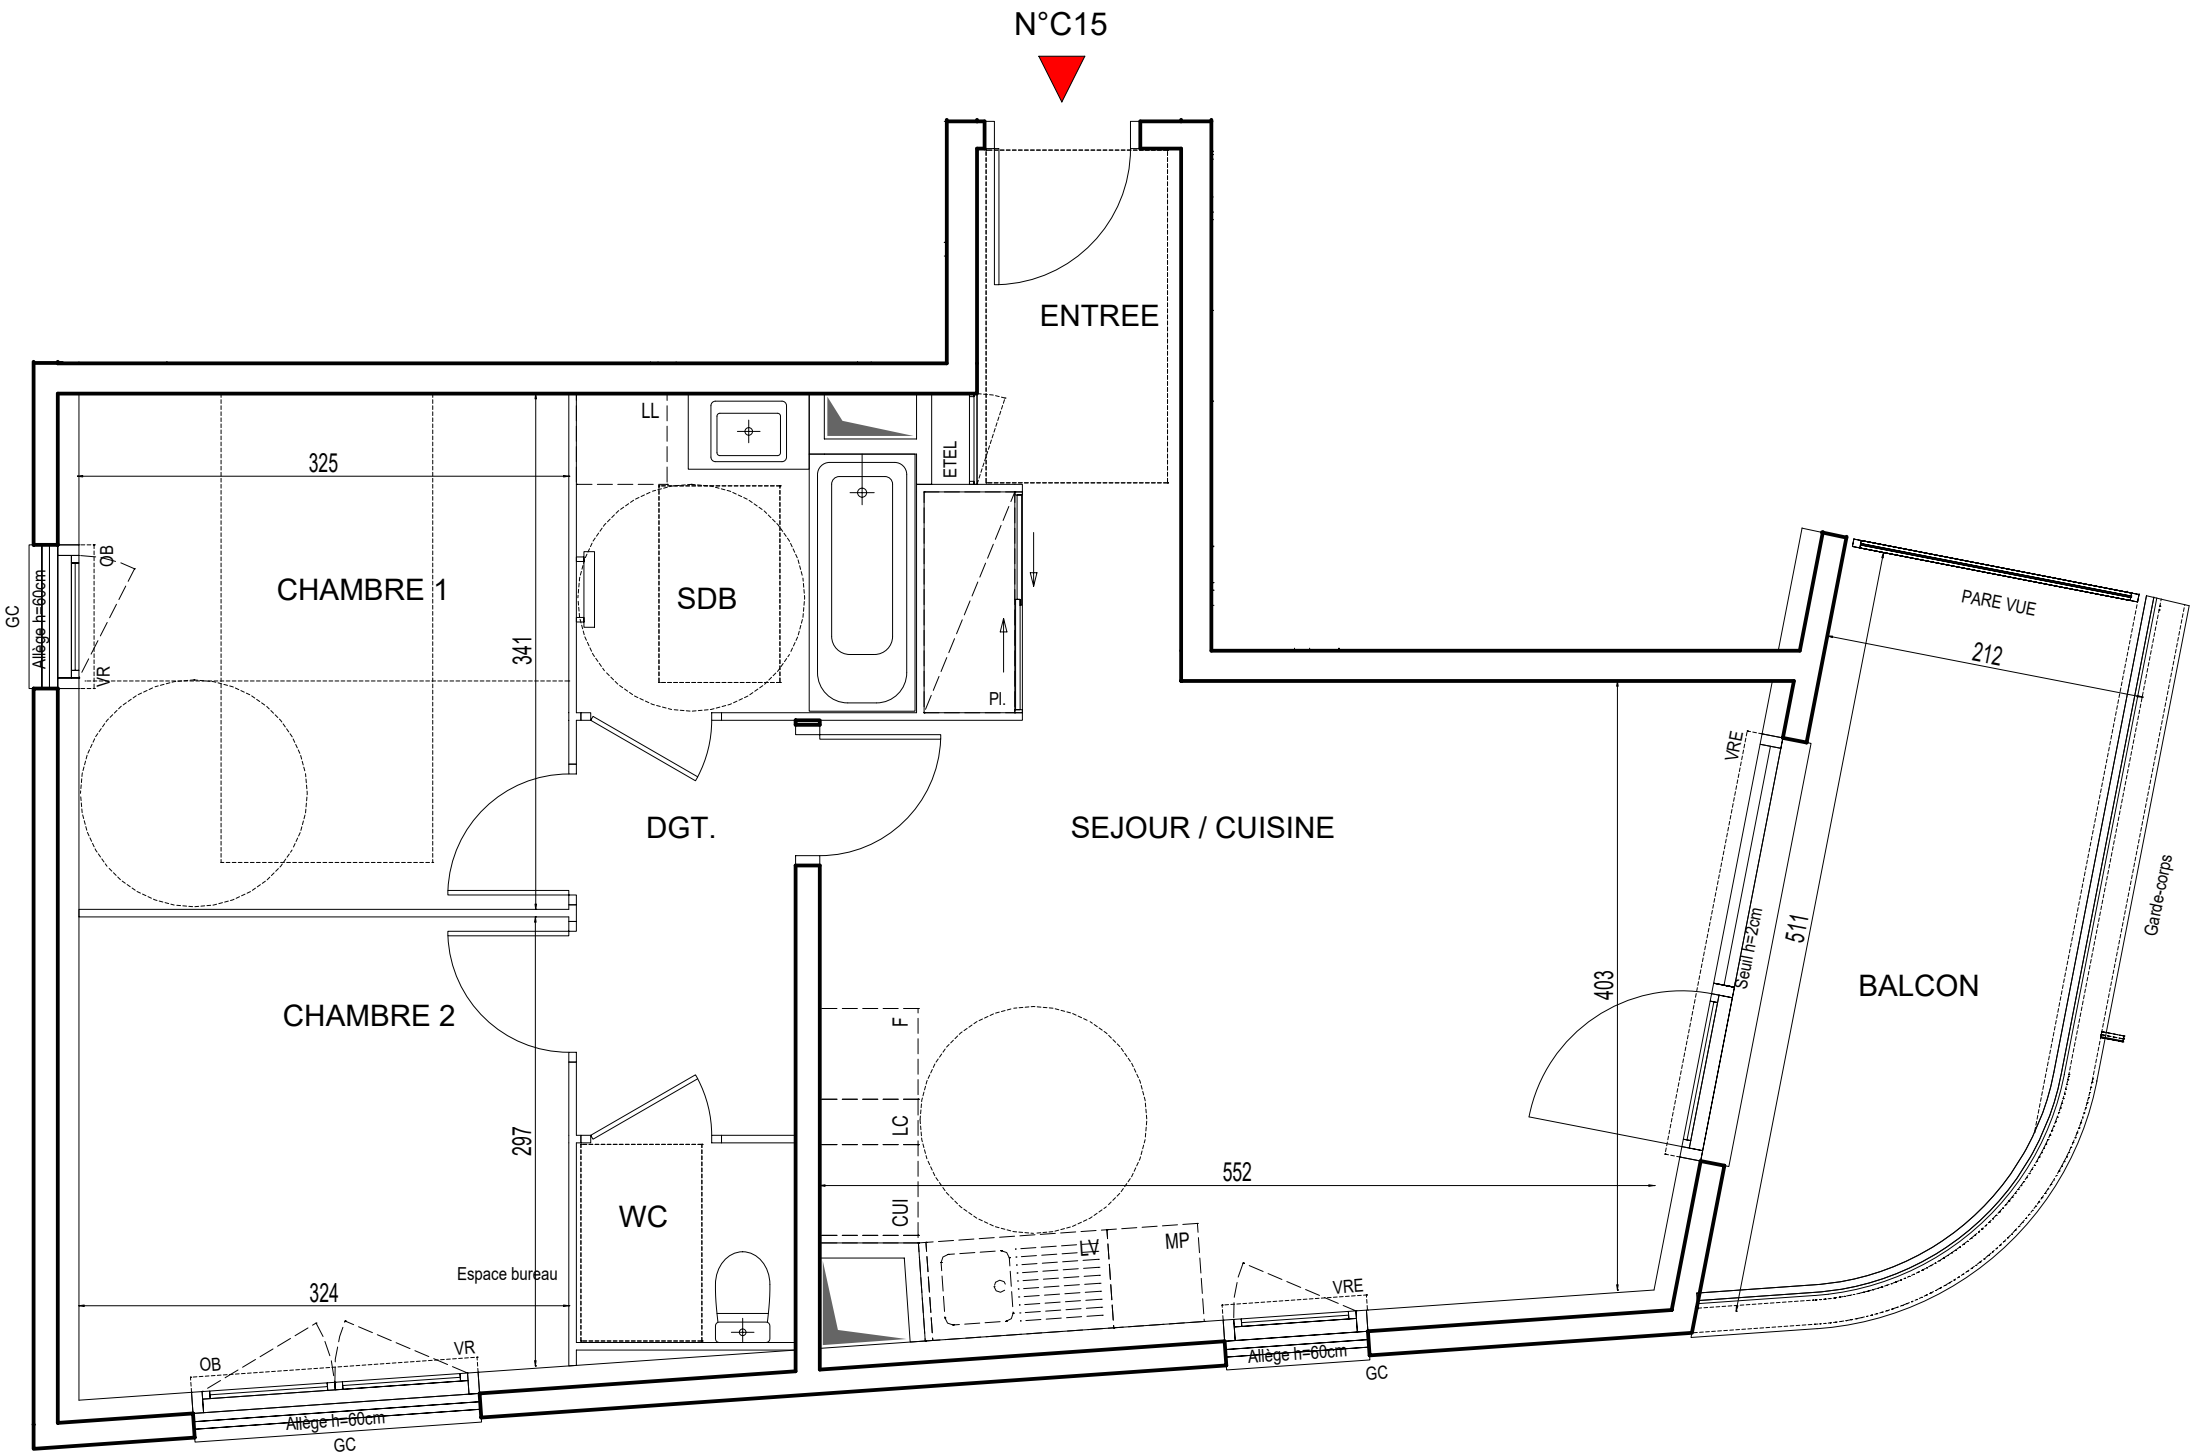 N°C15
ENTREE
LL
ETEL
325
OB
CHAMBRE 1
SDB
GC
Allège h=60cm
341
VR
Pl.
PARE VUE
212
VRE
DGT.
SEJOUR / CUISINE
Garde-corps
Seuil h=2cm
511
403
BALCON
CHAMBRE 2
F
LC
297
552
CUI
WC
LV
MP
Espace bureau
324
VRE
OB
VR
Allège h=60cm
GC
Allège h=60cm
GC